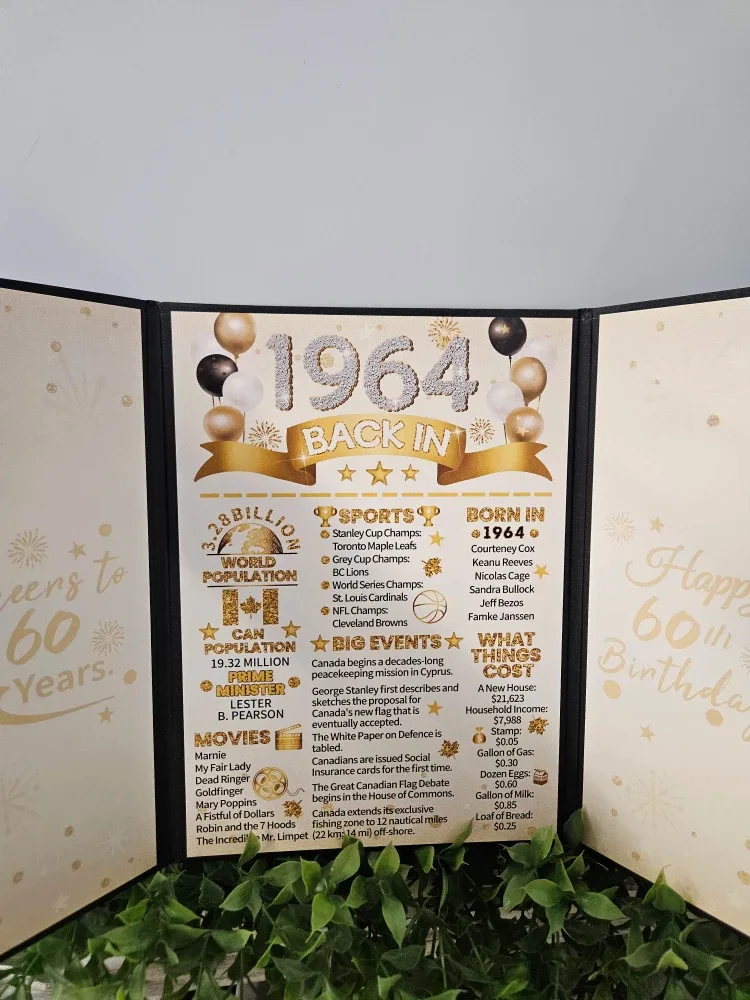 1964
BACK IN
3.28 BILLION
WORLD
POPULATION
CAN
POPULATION
19.32 MILLION
PRIME
MINISTER
LESTER
B. PEARSON
MOVIES
Marnie
My Fair Lady
Dead Ringer
Goldfinger
Mary Poppins
A Fistful of Dollars
Robin and the 7 Hoods
The Incredible Mr. Limpet
SPORTS
Stanley Cup Champs:
Toronto Maple Leafs
Grey Cup Champs:
BC Lions
World Series Champs:
St. Louis Cardinals
NFL Champs:
Cleveland Browns
BIG EVENTS
Canada begins a decades-long
peacekeeping mission in Cyprus.
George Stanley first describes and
sketches the proposal for
Canada's new flag that is
eventually accepted.
The White Paper on Defence is
tabled.
Canadians are issued Social
Insurance cards for the first time.
The Great Canadian Flag Debate
begins in the House of Commons.
Canada extends its exclusive
fishing zone to 12 nautical miles
(22 km; 14 mi) off-shore.
BORN IN
1964
Courteney Cox
Keanu Reeves
Nicolas Cage
Sandra Bullock
Jeff Bezos
Famke Janssen
WHAT
THINGS
COST
A New House:
$21,623
Household Income:
$7,988
Stamp:
$0.05
Gallon of Gas:
$0.30
Dozen Eggs:
$0.60
Gallon of Milk:
$0.85
Loaf of Bread:
$0.25
eers to
60
Years.
Happy
60th
Birthday